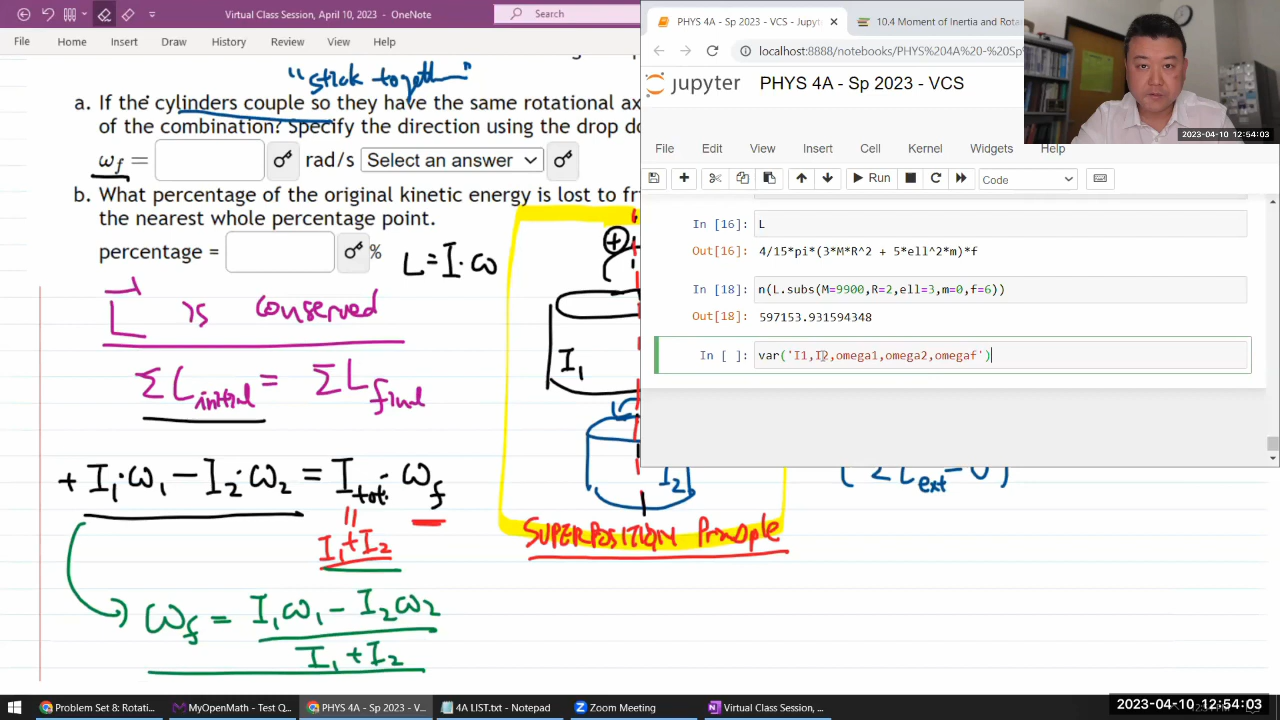 Virtual Class Session, April 10, 2023 - OneNote
Search
File Home Insert Draw History Review View Help
"stick together"
a. If the cylinders couple so they have the same rotational ax
of the combination? Specify the direction using the drop do
ωf = rad/s Select an answer
b. What percentage of the original kinetic energy is lost to fr
the nearest whole percentage point.
percentage = %
L = I·ω
L is conserved
ΣL initial = ΣL final
+ I1·ω1 − I2·ω2 = Itot·ωf
I1+I2
ωf = I1ω1 − I2ω2
I1 + I2
+
I1
I2
SUPERPOSITION Principle
PHYS 4A - Sp 2023 - VCS - Jupyte
10.4 Moment of Inertia and Rota
localhost:8888/notebooks/PHYS%204A%20-%20Sp
jupyter PHYS 4A - Sp 2023 - VCS
2023-04-10 12:54:03
File Edit View Insert Cell Kernel Widgets Help
Run Code
In [16]: L
Out[16]: 4/15*pi*(3*M*R^2 + 5*ell^2*m)*f
In [18]: n(L.subs(M=9900,R=2,ell=3,m=0,f=6))
Out[18]: 597153.931594348
In [ ]: var('I1,I2,omega1,omega2,omegaf')
Problem Set 8: Rotati... MyOpenMath - Test Q... PHYS 4A - Sp 2023 - V... 4A LIST.txt - Notepad Zoom Meeting Virtual Class Session, ...
2023-04-10 12:54:03